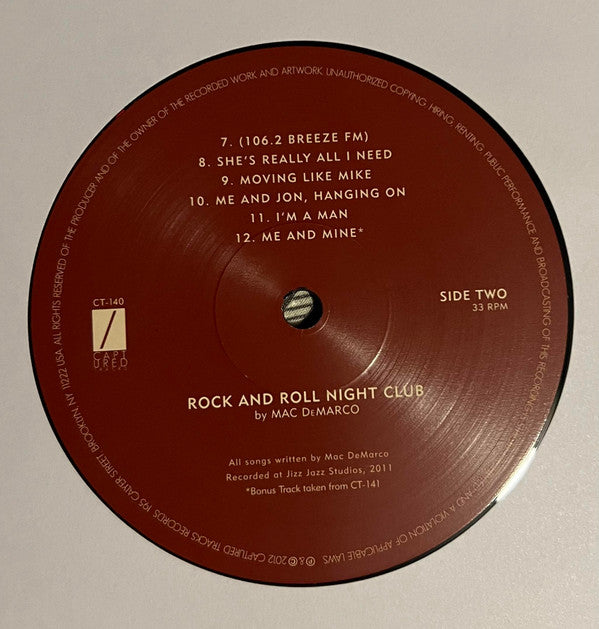 7. (106.2 BREEZE FM)
8. SHE'S REALLY ALL I NEED
9. MOVING LIKE MIKE
10. ME AND JON, HANGING ON
11. I'M A MAN
12. ME AND MINE*
CT-140
CAPT
URED
SIDE TWO
33 RPM
ROCK AND ROLL NIGHT CLUB
by MAC DeMARCO
All songs written by Mac DeMarco
Recorded at Jizz Jazz Studios, 2011
*Bonus Track taken from CT-141
℗ & © 2012 CAPTURED TRACKS RECORDS 195 CALYER STREET BROOKLYN NY 11222 USA. ALL RIGHTS RESERVED OF THE PRODUCER AND OF THE OWNER OF THE RECORDED WORK AND ARTWORK. UNAUTHORIZED COPYING, HIRING, RENTING, PUBLIC PERFORMANCE AND BROADCASTING OF THIS RECORDING AND A VIOLATION OF APPLICABLE LAWS.